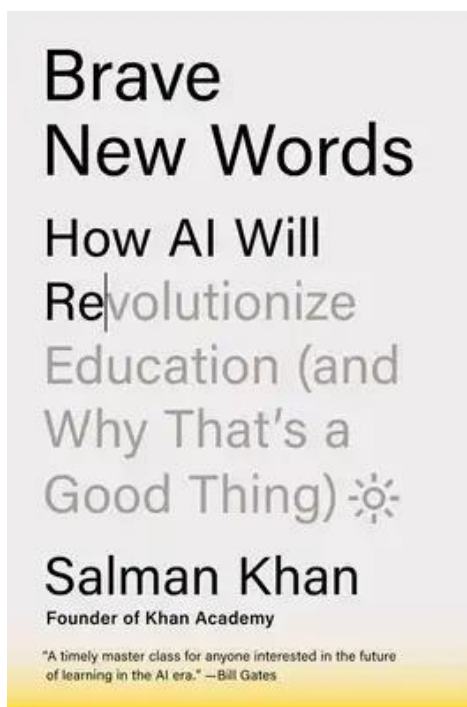 Brave
New Words
How AI Will
Revolutionize
Education (and
Why That's a
Good Thing)
Salman Khan
Founder of Khan Academy
"A timely master class for anyone interested in the future
of learning in the AI era." —Bill Gates